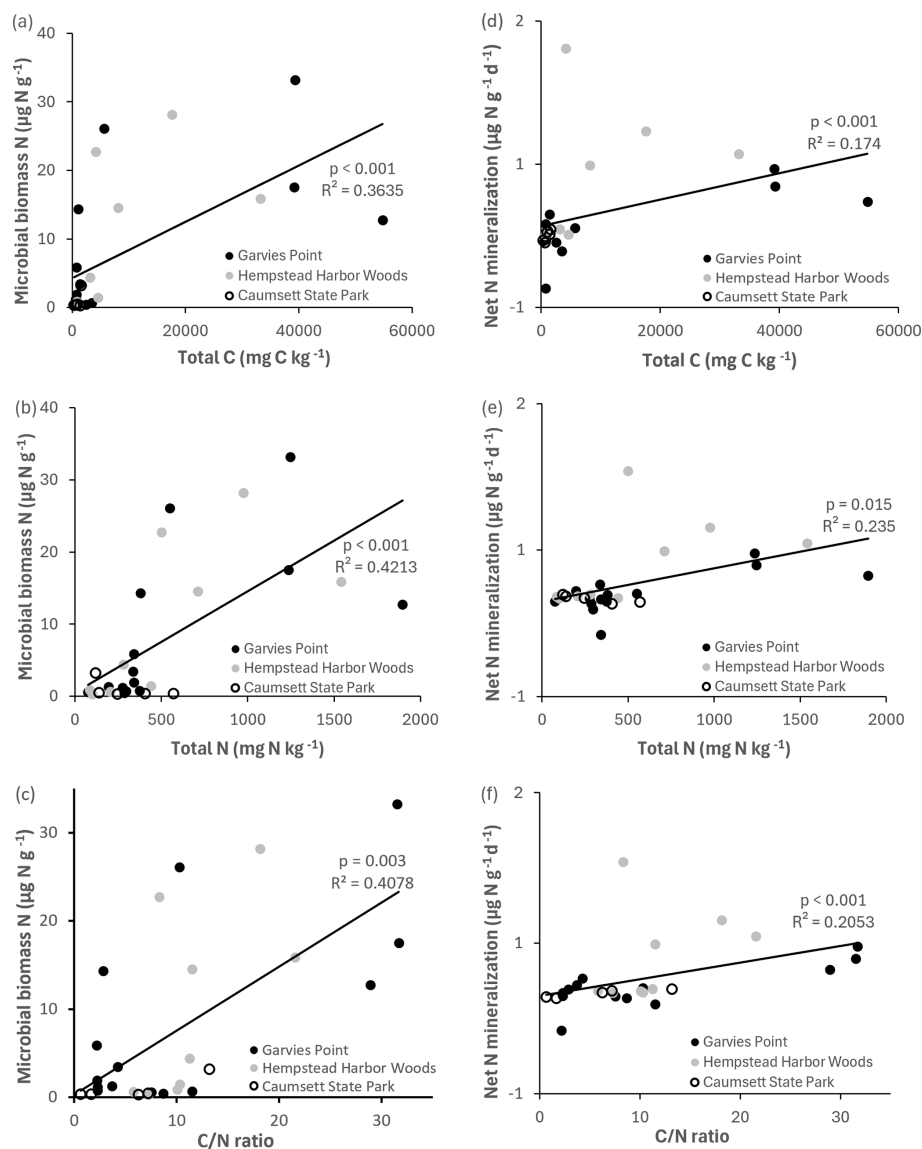 (a)
40
30
20
10
0
0
20000
40000
60000
Microbial biomass N (µg N g⁻¹)
Total C (mg C kg⁻¹)
p < 0.001
R² = 0.3635
Garvies Point
Hempstead Harbor Woods
Caumsett State Park
(d)
2
1
-1
0
20000
40000
60000
Net N mineralization (µg N g⁻¹ d⁻¹)
Total C (mg C kg⁻¹)
p < 0.001
R² = 0.174
Garvies Point
Hempstead Harbor Woods
Caumsett State Park
(b)
40
30
20
10
0
0
500
1000
1500
2000
Microbial biomass N (µg N g⁻¹)
Total N (mg N kg⁻¹)
p < 0.001
R² = 0.4213
Garvies Point
Hempstead Harbor Woods
Caumsett State Park
(e)
2
1
-1
0
500
1000
1500
2000
Net N mineralization (µg N g⁻¹ d⁻¹)
Total N (mg N kg⁻¹)
p = 0.015
R² = 0.235
Garvies Point
Hempstead Harbor Woods
Caumsett State Park
(c)
30
20
10
0
0
10
20
30
Microbial biomass N (µg N g⁻¹)
C/N ratio
p = 0.003
R² = 0.4078
Garvies Point
Hempstead Harbor Woods
Caumsett State Park
(f)
2
1
-1
0
10
20
30
Net N mineralization (µg N g⁻¹ d⁻¹)
C/N ratio
p < 0.001
R² = 0.2053
Garvies Point
Hempstead Harbor Woods
Caumsett State Park